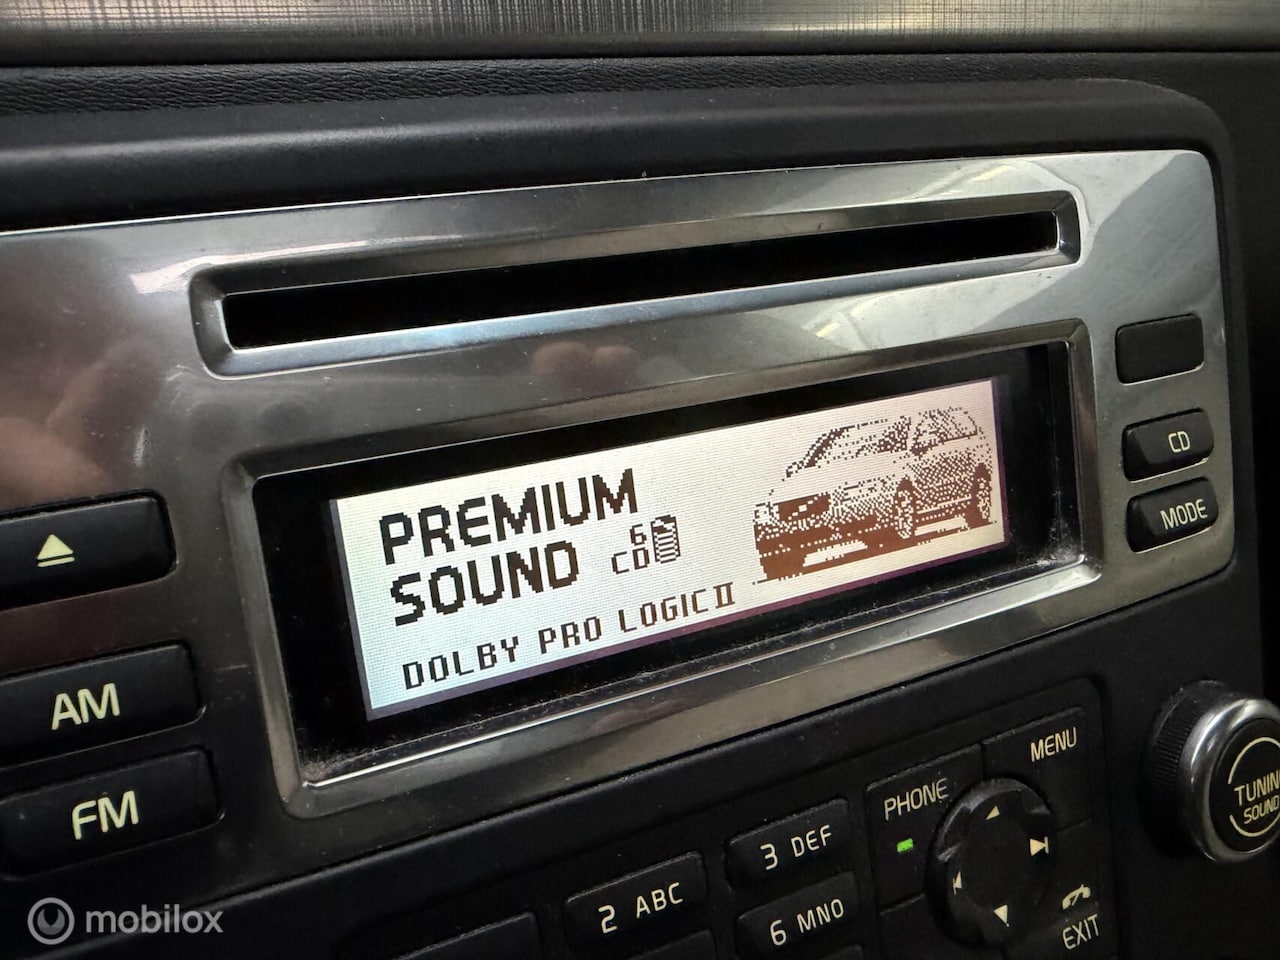 PREMIUM
SOUND
6
CD
DOLBY PRO LOGIC II
CD
MODE
AM
FM
MENU
PHONE
3 DEF
2 ABC
6 MNO
EXIT
SOUND
mobilox